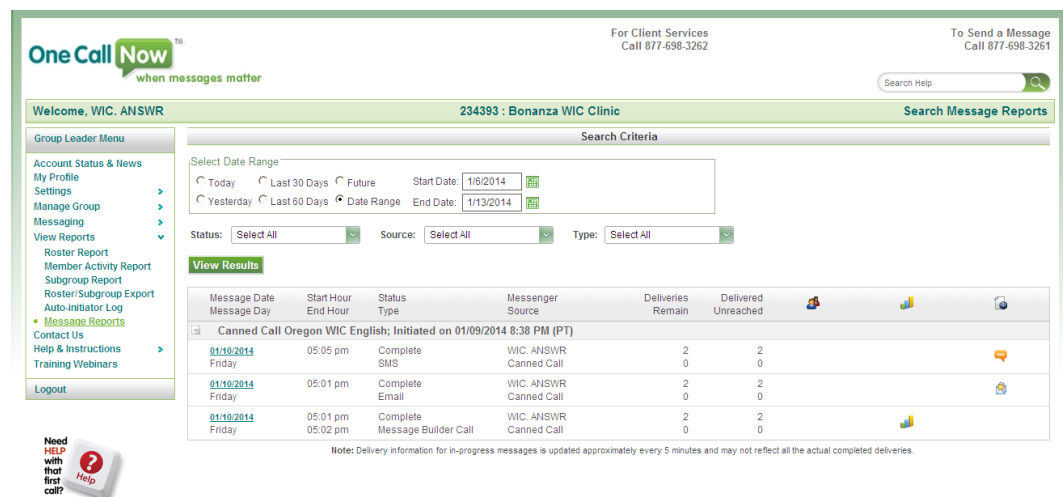 One Call Now TM
when messages matter
For Client Services
Call 877-698-3262
To Send a Message
Call 877-698-3261
Search Help
Welcome, WIC. ANSWR
234393 : Bonanza WIC Clinic
Search Message Reports
Group Leader Menu
Account Status & News
My Profile
Settings
Manage Group
Messaging
View Reports
Roster Report
Member Activity Report
Subgroup Report
Roster/Subgroup Export
Auto-initiator Log
Message Reports
Contact Us
Help & Instructions
Training Webinars
Logout
Need
HELP
with
that
first
call?
Help
Search Criteria
Select Date Range
Today Last 30 Days Future Start Date: 1/6/2014
Yesterday Last 60 Days Date Range End Date: 1/13/2014
Status: Select All Source: Select All Type: Select All
View Results
Message Date Start Hour Status Messenger Deliveries Delivered
Message Day End Hour Type Source Remain Unreached
Canned Call Oregon WIC English; Initiated on 01/09/2014 8:38 PM (PT)
01/10/2014 05:05 pm Complete WIC. ANSWR 2 2
Friday SMS Canned Call 0 0
01/10/2014 05:01 pm Complete WIC. ANSWR 2 2
Friday Email Canned Call 0 0
01/10/2014 05:01 pm Complete WIC. ANSWR 2 2
Friday 05:02 pm Message Builder Call Canned Call 0 0
Note: Delivery information for in-progress messages is updated approximately every 5 minutes and may not reflect all the actual completed deliveries.